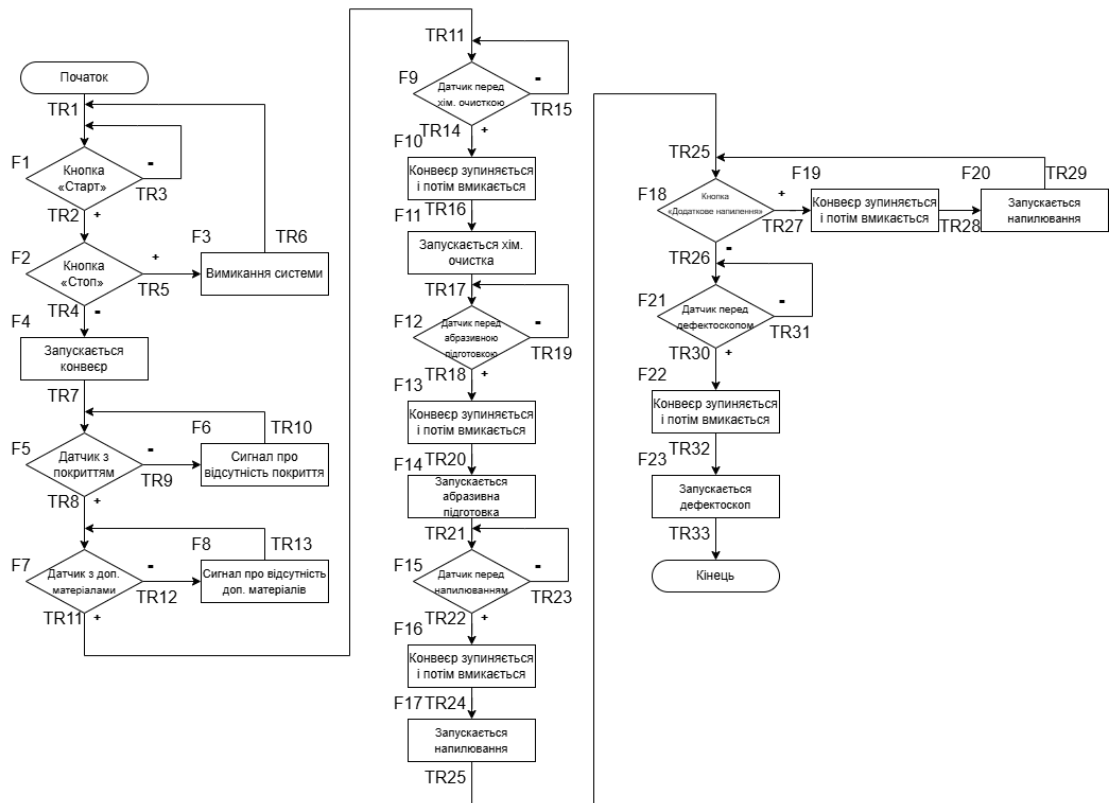 Початок
TR1
F1
Кнопка
«Старт»
-
TR3
TR2
+
F2
Кнопка
«Стоп»
+
TR5
F3
TR6
Вимикання системи
TR4
-
F4
Запускається
конвеєр
TR7
F5
Датчик з
покриттям
-
TR9
F6
TR10
Сигнал про
відсутність покриття
TR8
+
F7
Датчик з доп.
матеріалами
-
TR12
F8
TR13
Сигнал про відсутність
доп. матеріалів
TR11
+
TR11
F9
Датчик перед
хім. очисткою
-
TR15
TR14
+
F10
Конвеєр зупиняється
і потім вмикається
F11
TR16
Запускається хім.
очистка
TR17
F12
Датчик перед
абразивною
підготовкою
-
TR19
TR18
+
F13
Конвеєр зупиняється
і потім вмикається
F14
TR20
Запускається
абразивна
підготовка
TR21
F15
Датчик перед
напилюванням
-
TR23
TR22
+
F16
Конвеєр зупиняється
і потім вмикається
F17
TR24
Запускається
напилювання
TR25
TR25
F18
Кнопка
«Додаткове напилення»
+
TR27
F19
Конвеєр зупиняється
і потім вмикається
TR28
F20
TR29
Запускається
напилювання
-
TR26
F21
Датчик перед
дефектоскопом
-
TR31
TR30
+
F22
Конвеєр зупиняється
і потім вмикається
TR32
F23
Запускається
дефектоскоп
TR33
Кінець